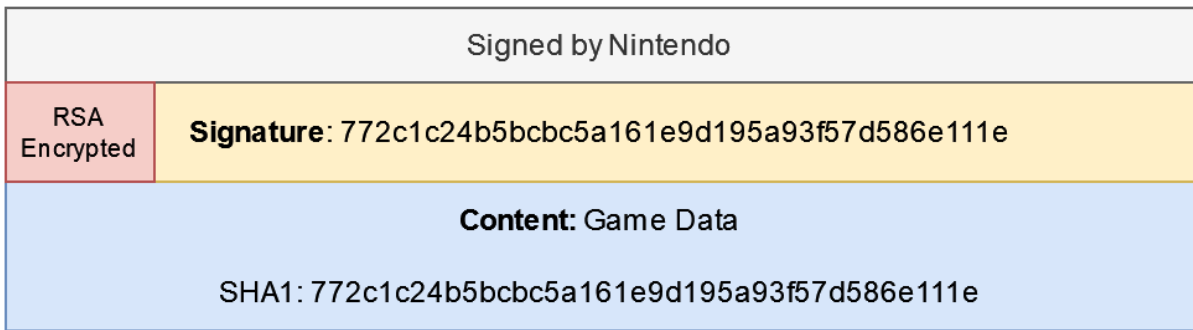 Signed by Nintendo
RSA
Encrypted
Signature: 772c1c24b5bcbc5a161e9d195a93f57d586e111e
Content: Game Data
SHA1: 772c1c24b5bcbc5a161e9d195a93f57d586e111e